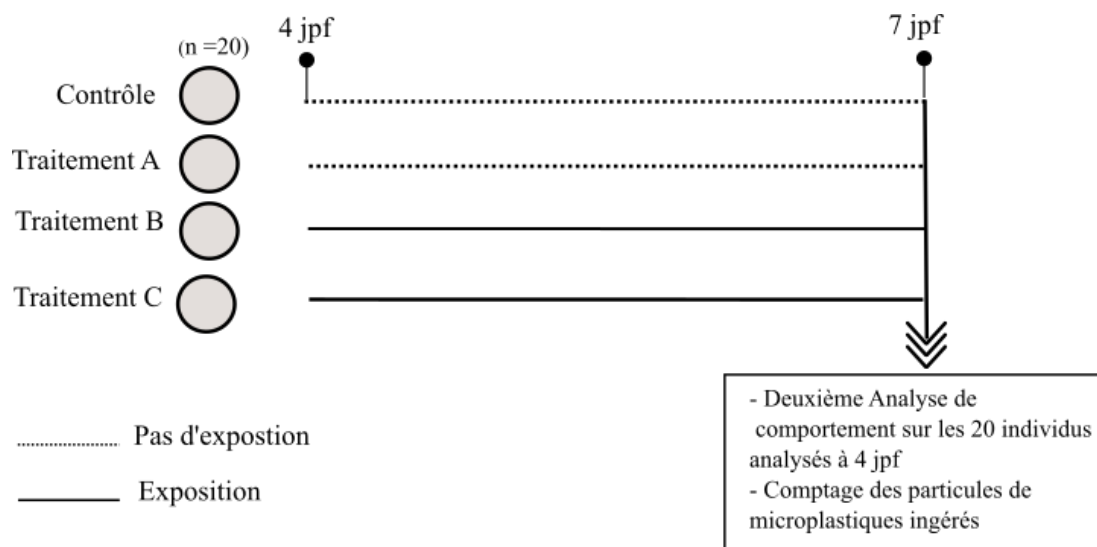 (n =20)
4 jpf
7 jpf
Contrôle
Traitement A
Traitement B
Traitement C
Pas d'expostion
Exposition
- Deuxième Analyse de
comportement sur les 20 individus
analysés à 4 jpf
- Comptage des particules de
microplastiques ingérés